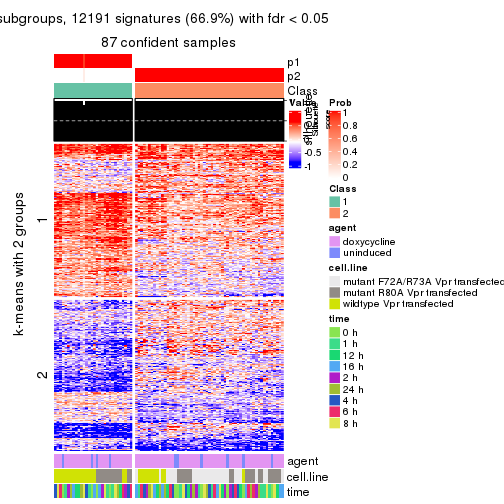 subgroups, 12191 signatures (66.9%) with fdr < 0.05
87 confident samples
p1
p2
Class
1
2
k-means with 2 groups
agent
cell.line
time
Value
-0.5
-1
Prob
1
0.8
0.6
0.4
0.2
0
Class
1
2
agent
doxycycline
uninduced
cell.line
mutant F72A/R73A Vpr transfected
mutant R80A Vpr transfected
wildtype Vpr transfected
time
0 h
1 h
12 h
16 h
2 h
24 h
4 h
6 h
8 h